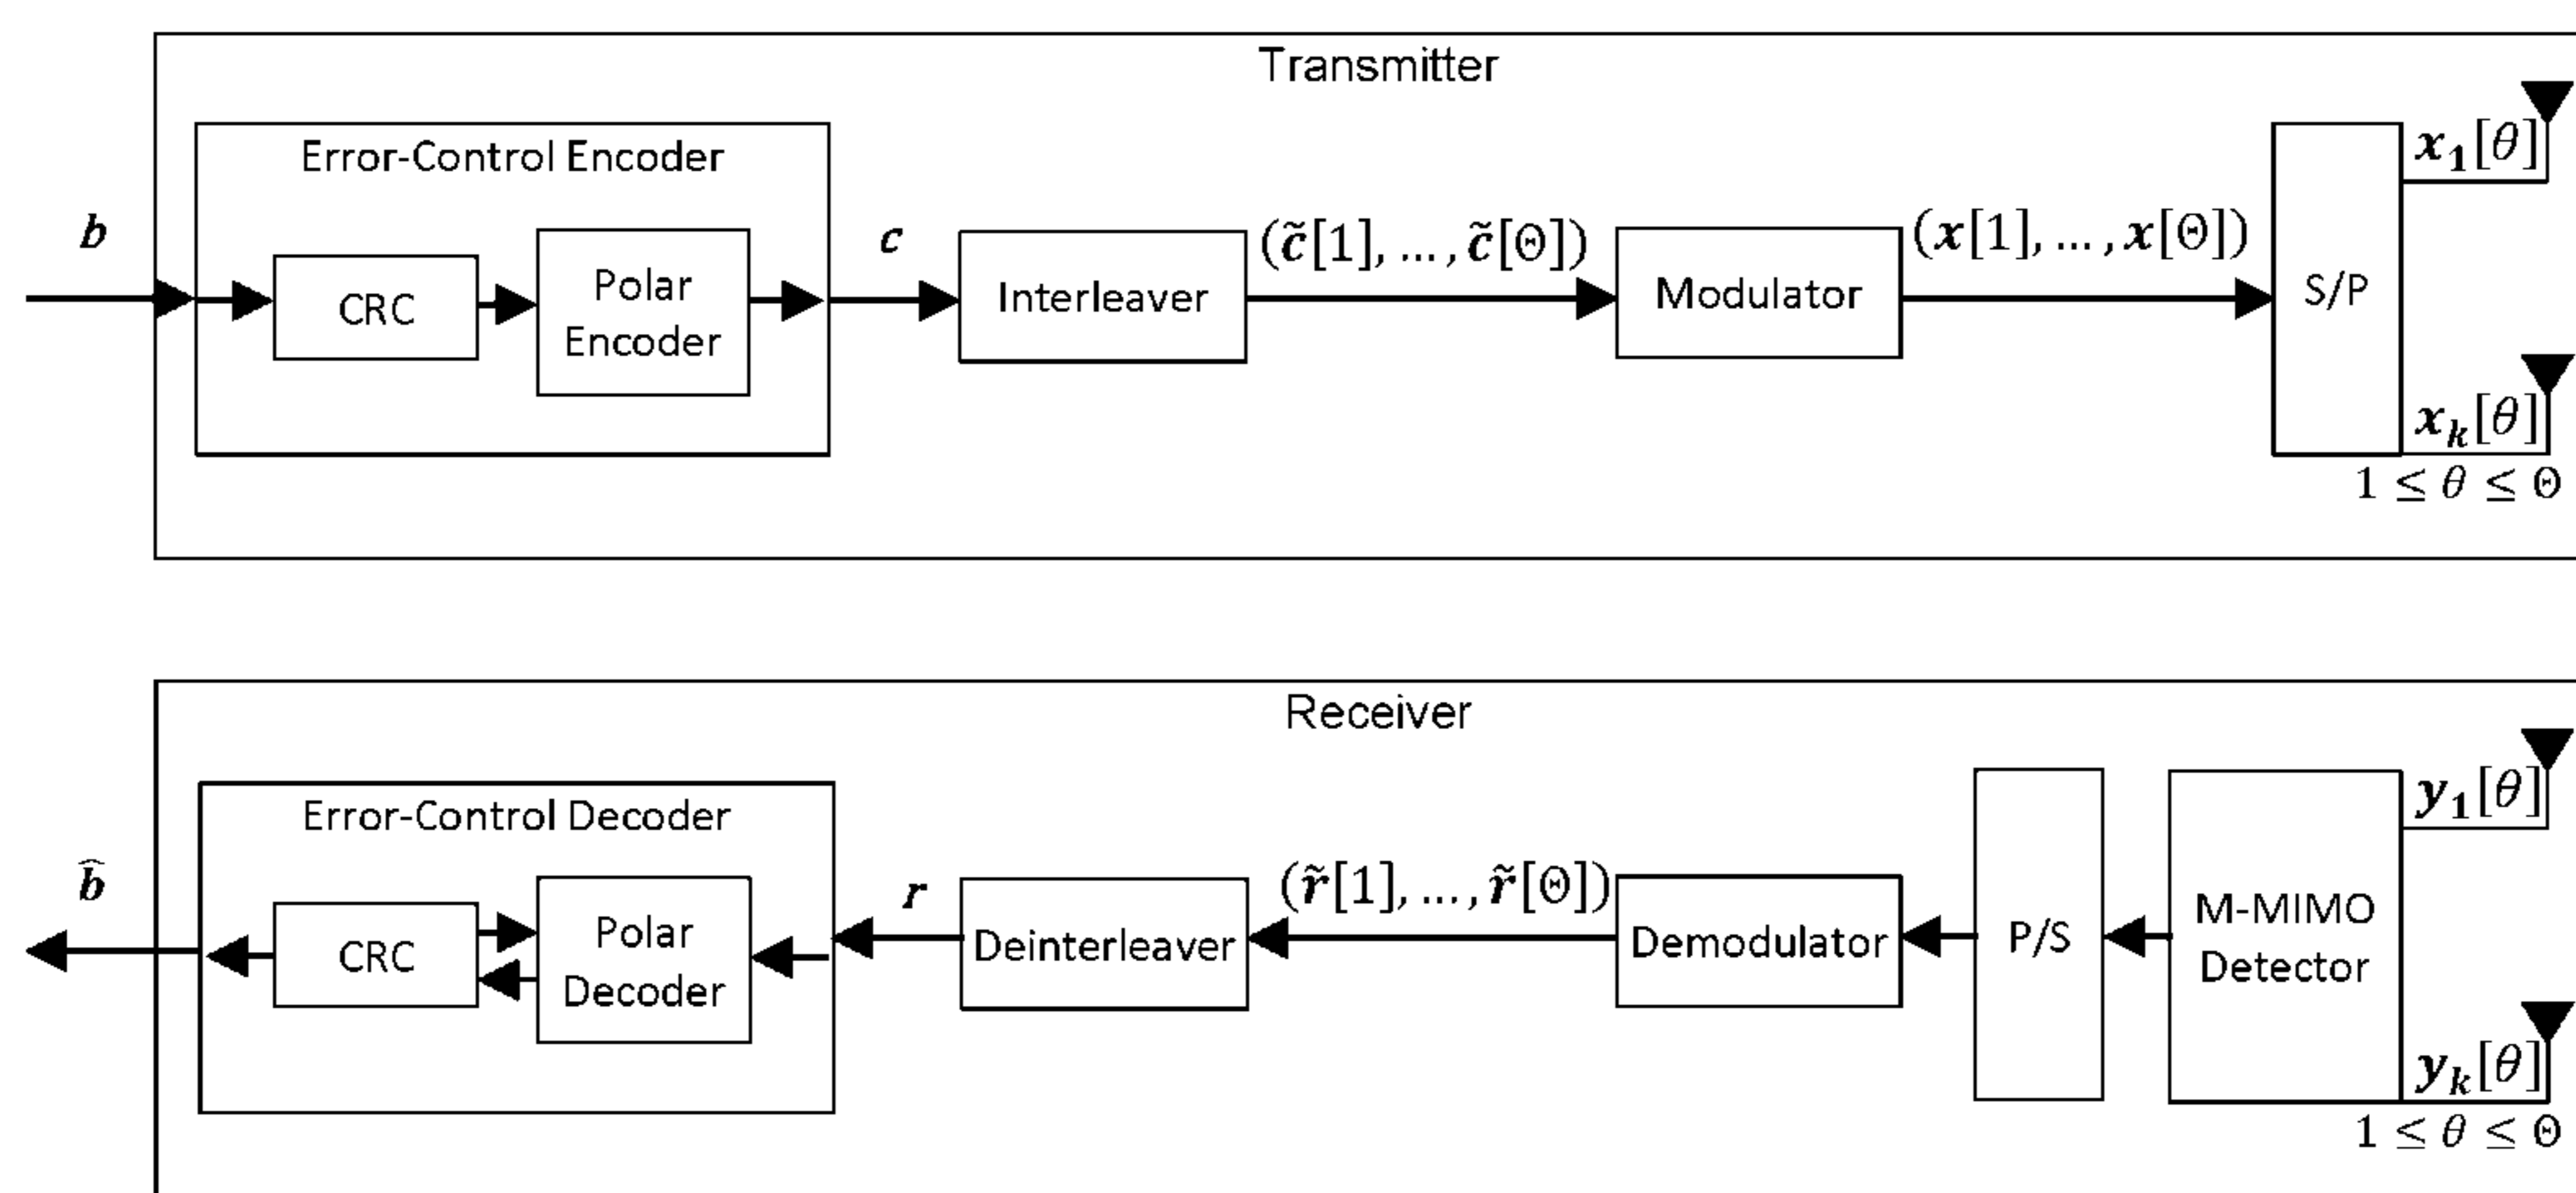 Transmitter
Error-Control Encoder
b
CRC
Polar
Encoder
c
Interleaver
(c̃[1], ..., c̃[Θ])
Modulator
(x[1], ..., x[Θ])
S/P
x₁[θ]
xₖ[θ]
1 ≤ θ ≤ Θ
Receiver
Error-Control Decoder
b̂
CRC
Polar
Decoder
r
Deinterleaver
(r̃[1], ..., r̃[Θ])
Demodulator
P/S
M-MIMO
Detector
y₁[θ]
yₖ[θ]
1 ≤ θ ≤ Θ